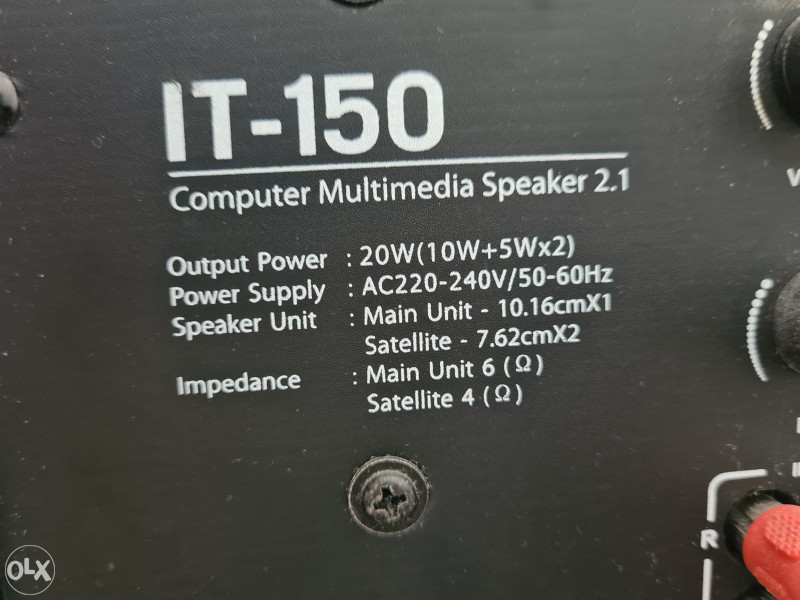 IT-150
Computer Multimedia Speaker 2.1
Output Power : 20W(10W+5Wx2)
Power Supply : AC220-240V/50-60Hz
Speaker Unit : Main Unit - 10.16cmX1
Satellite - 7.62cmX2
Impedance : Main Unit 6 (Ω)
Satellite 4 (Ω)
R
OLX